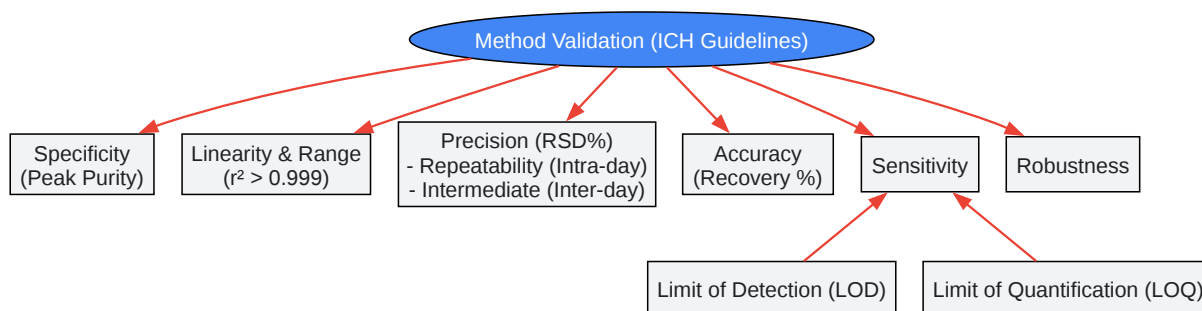 Method Validation (ICH Guidelines)
Specificity
(Peak Purity)
Linearity & Range
(r² > 0.999)
Precision (RSD%)
- Repeatability (Intra-day)
- Intermediate (Inter-day)
Accuracy
(Recovery %)
Sensitivity
Robustness
Limit of Detection (LOD)
Limit of Quantification (LOQ)